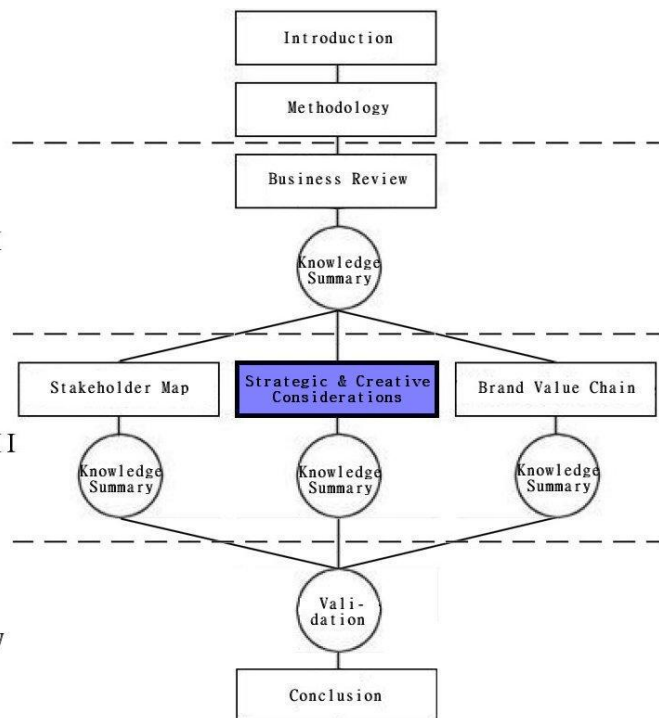 Introduction
Methodology
Business Review
Knowledge
Summary
Stakeholder Map
Strategic & Creative
Considerations
Brand Value Chain
Knowledge
Summary
Knowledge
Summary
Knowledge
Summary
Vali-
dation
Conclusion